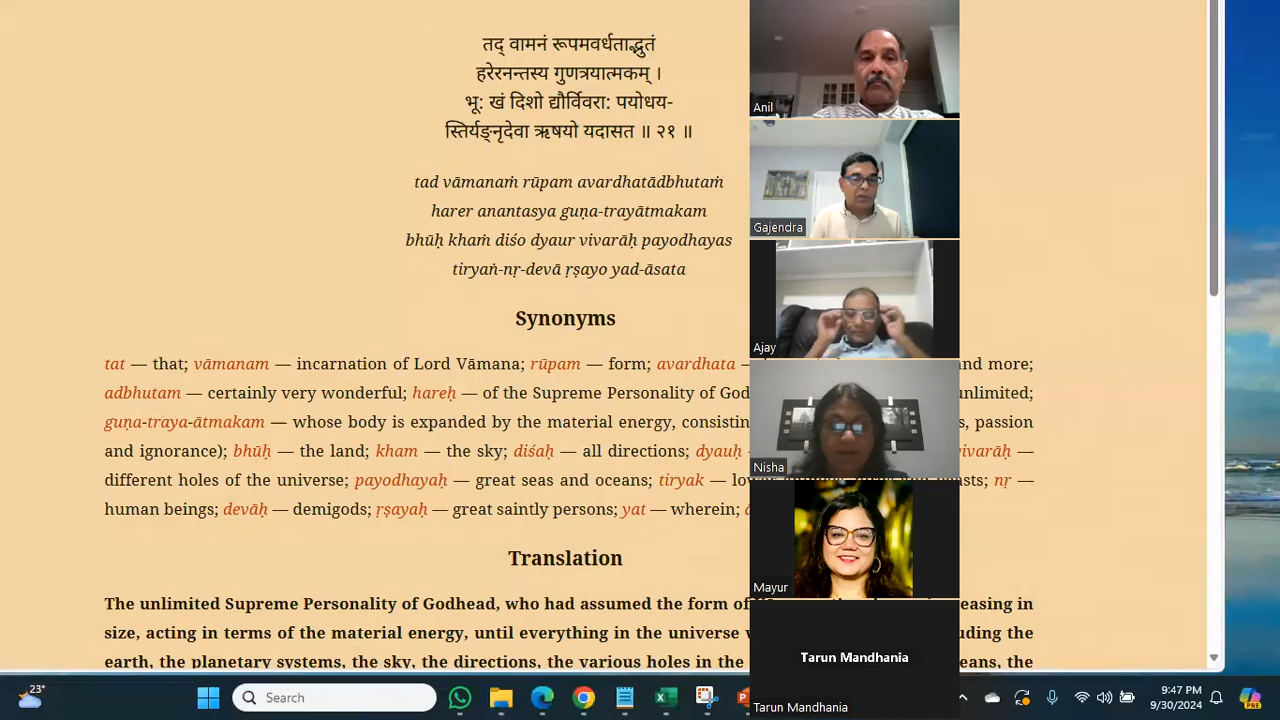 तद् वामनं रूपमवर्धताद्भुतं
हरेरनन्तस्य गुणत्रयात्मकम् ।
भू: खं दिशो द्यौर्विवरा: पयोधय-
स्तिर्यङ्‌नृदेवा ऋषयो यदासत ॥ २१ ॥
tad vāmanaṁ rūpam avardhatādbhutaṁ
harer anantasya guṇa-trayātmakam
bhūḥ khaṁ diśo dyaur vivarāḥ payodhayas
tiryaṅ-nṛ-devā ṛṣayo yad-āsata
Synonyms
tat — that; vāmanam — incarnation of Lord Vāmana; rūpam — form; avardhata — and more;
adbhutam — certainly very wonderful; hareḥ — of the Supreme Personality of God unlimited;
guṇa-traya-ātmakam — whose body is expanded by the material energy, passion
and ignorance); bhūḥ — the land; kham — the sky; diśaḥ — all directions; dyauḥ vivarāḥ —
different holes of the universe; payodhayaḥ — great seas and oceans; tiryak — nṛ —
human beings; devāḥ — demigods; ṛṣayaḥ — great saintly persons; yat — wherein;
Translation
The unlimited Supreme Personality of Godhead, who had assumed the form of in
size, acting in terms of the material energy, until everything in the universe the
earth, the planetary systems, the sky, the directions, the various holes in the the
Anil
Gajendra
Ajay
Nisha
Mayur
Tarun Mandhania
Tarun Mandhania
23°
Search
9:47 PM
9/30/2024
PRE